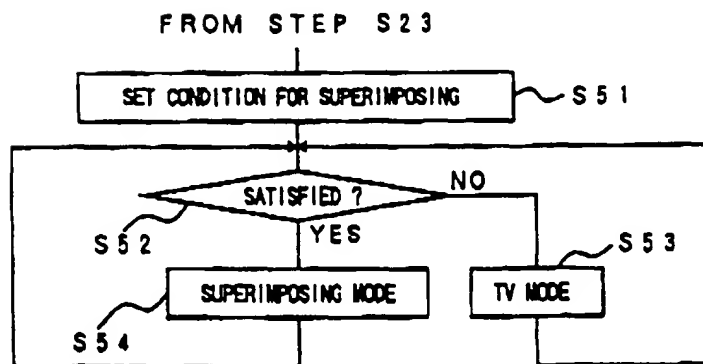 FROM STEP S23
SET CONDITION FOR SUPERIMPOSING
S51
SATISFIED ?
NO
S52
YES
S53
SUPERIMPOSING MODE
TV MODE
S54